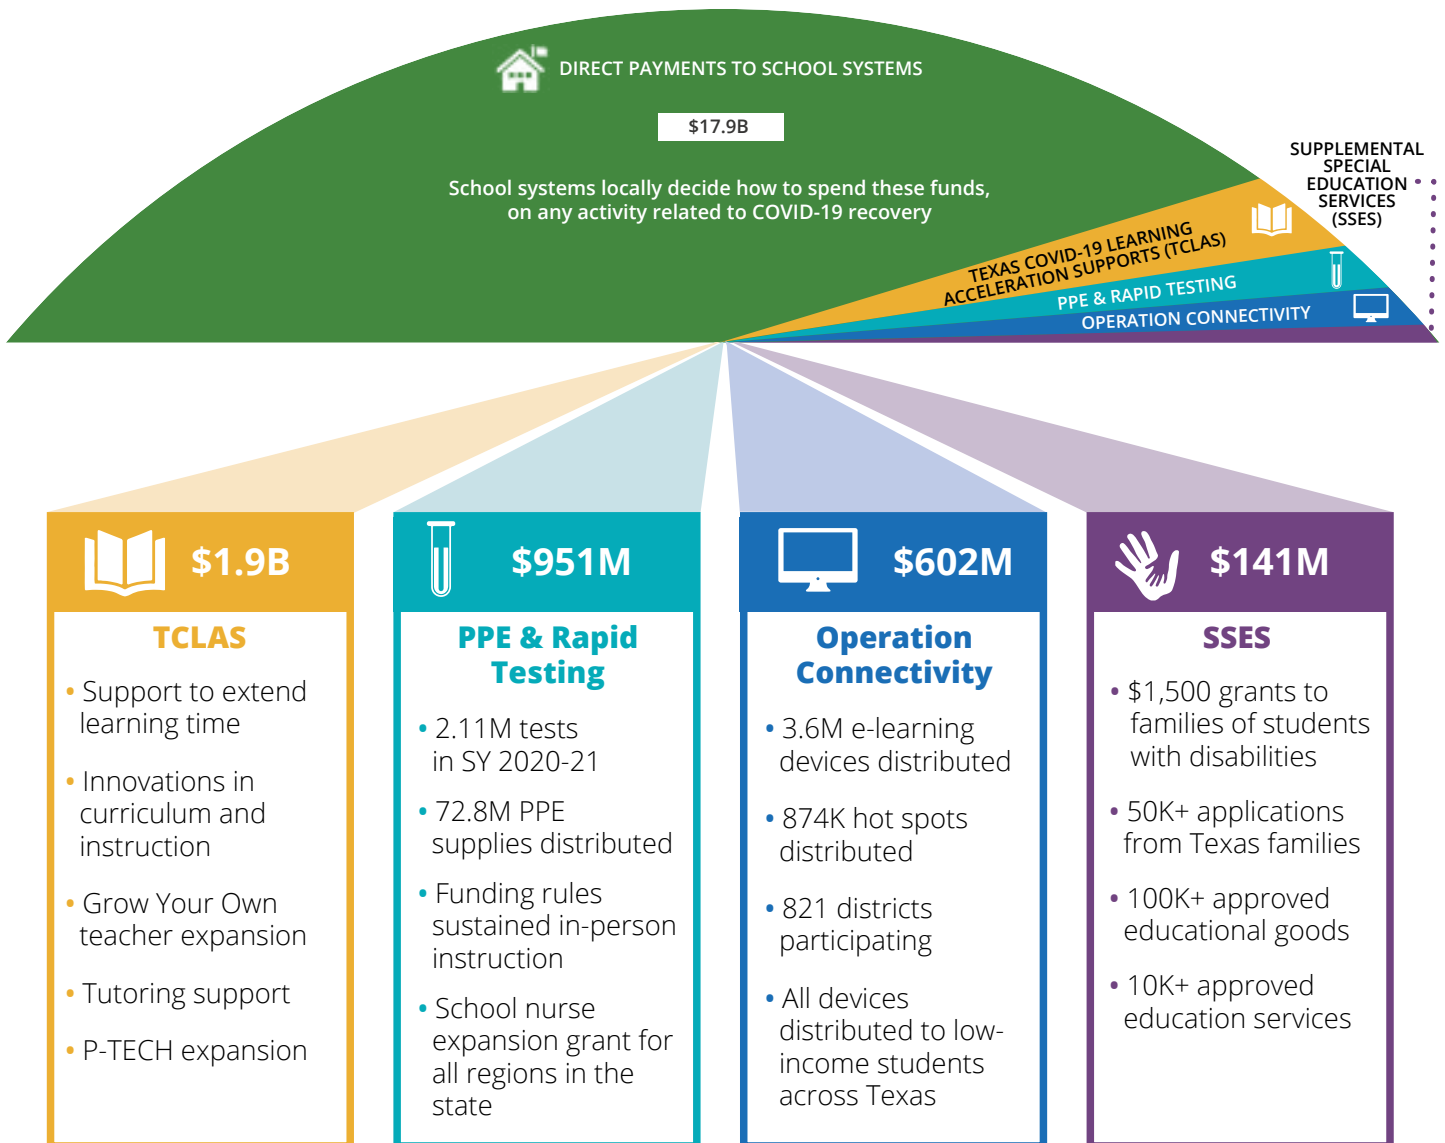 DIRECT PAYMENTS TO SCHOOL SYSTEMS
$17.9B
School systems locally decide how to spend these funds,
on any activity related to COVID-19 recovery
SUPPLEMENTAL
SPECIAL
EDUCATION
SERVICES
(SSES)
TEXAS COVID-19 LEARNING
ACCELERATION SUPPORTS (TCLAS)
PPE & RAPID TESTING
OPERATION CONNECTIVITY
$1.9B
TCLAS
• Support to extend
learning time
• Innovations in
curriculum and
instruction
• Grow Your Own
teacher expansion
• Tutoring support
• P-TECH expansion
$951M
PPE & Rapid
Testing
• 2.11M tests
in SY 2020-21
• 72.8M PPE
supplies distributed
• Funding rules
sustained in-person
instruction
• School nurse
expansion grant for
all regions in the
state
$602M
Operation
Connectivity
• 3.6M e-learning
devices distributed
• 874K hot spots
distributed
• 821 districts
participating
• All devices
distributed to low-
income students
across Texas
$141M
SSES
• $1,500 grants to
families of students
with disabilities
• 50K+ applications
from Texas families
• 100K+ approved
educational goods
• 10K+ approved
education services